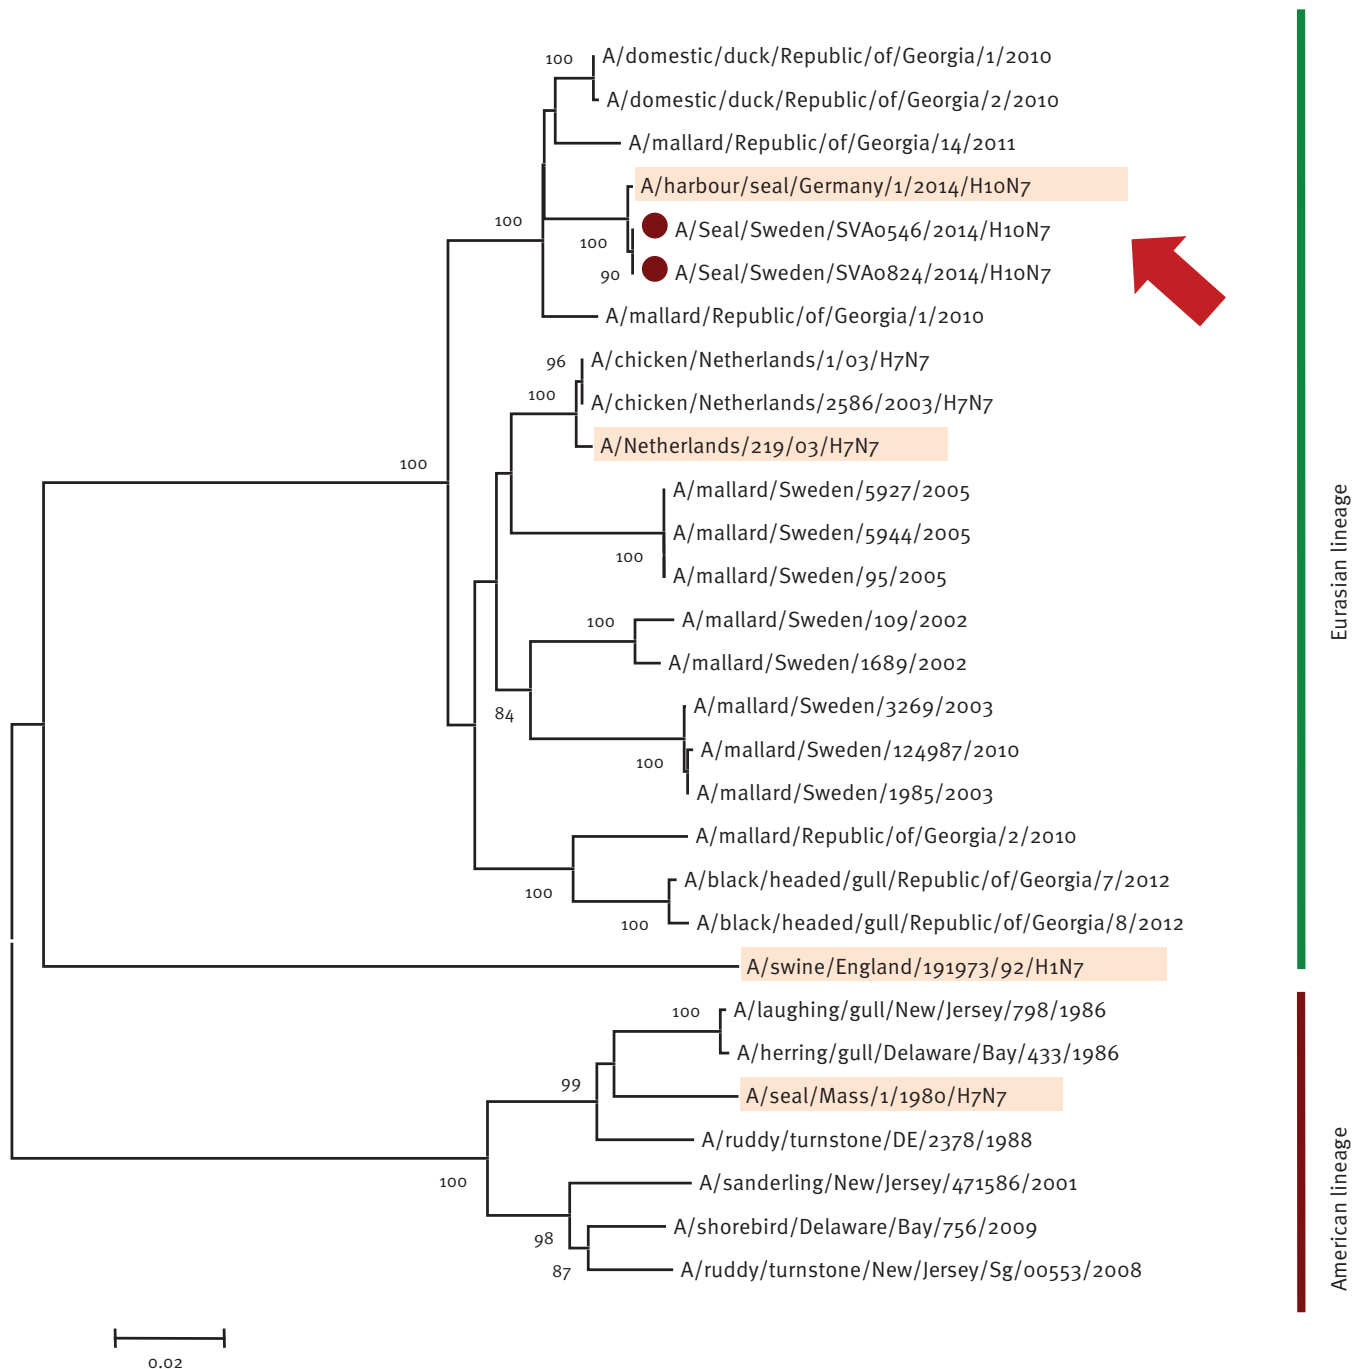 100
A/domestic/duck/Republic/of/Georgia/1/2010
A/domestic/duck/Republic/of/Georgia/2/2010
A/mallard/Republic/of/Georgia/14/2011
A/harbour/seal/Germany/1/2014/H10N7
100
A/Seal/Sweden/SVA0546/2014/H10N7
100
90
A/Seal/Sweden/SVA0824/2014/H10N7
A/mallard/Republic/of/Georgia/1/2010
96
A/chicken/Netherlands/1/03/H7N7
100
A/chicken/Netherlands/2586/2003/H7N7
A/Netherlands/219/03/H7N7
100
A/mallard/Sweden/5927/2005
A/mallard/Sweden/5944/2005
100
A/mallard/Sweden/95/2005
100
A/mallard/Sweden/109/2002
A/mallard/Sweden/1689/2002
A/mallard/Sweden/3269/2003
84
A/mallard/Sweden/124987/2010
100
A/mallard/Sweden/1985/2003
A/mallard/Republic/of/Georgia/2/2010
A/black/headed/gull/Republic/of/Georgia/7/2012
100
100
A/black/headed/gull/Republic/of/Georgia/8/2012
A/swine/England/191973/92/H1N7
Eurasian lineage
100
A/laughing/gull/New/Jersey/798/1986
A/herring/gull/Delaware/Bay/433/1986
99
A/seal/Mass/1/1980/H7N7
A/ruddy/turnstone/DE/2378/1988
100
A/sanderling/New/Jersey/471586/2001
A/shorebird/Delaware/Bay/756/2009
98
87
A/ruddy/turnstone/New/Jersey/Sg/00553/2008
American lineage
0.02